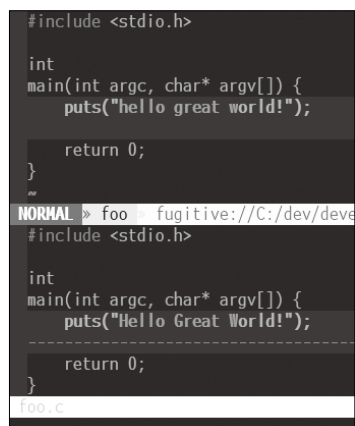 #include <stdio.h>
int
main(int argc, char* argv[]) {
puts("hello great world!");
return 0;
}
~
NORMAL » foo » fugitive://C:/dev/deve
#include <stdio.h>
int
main(int argc, char* argv[]) {
puts("Hello Great World!");
----------------------------------
return 0;
}
foo.c